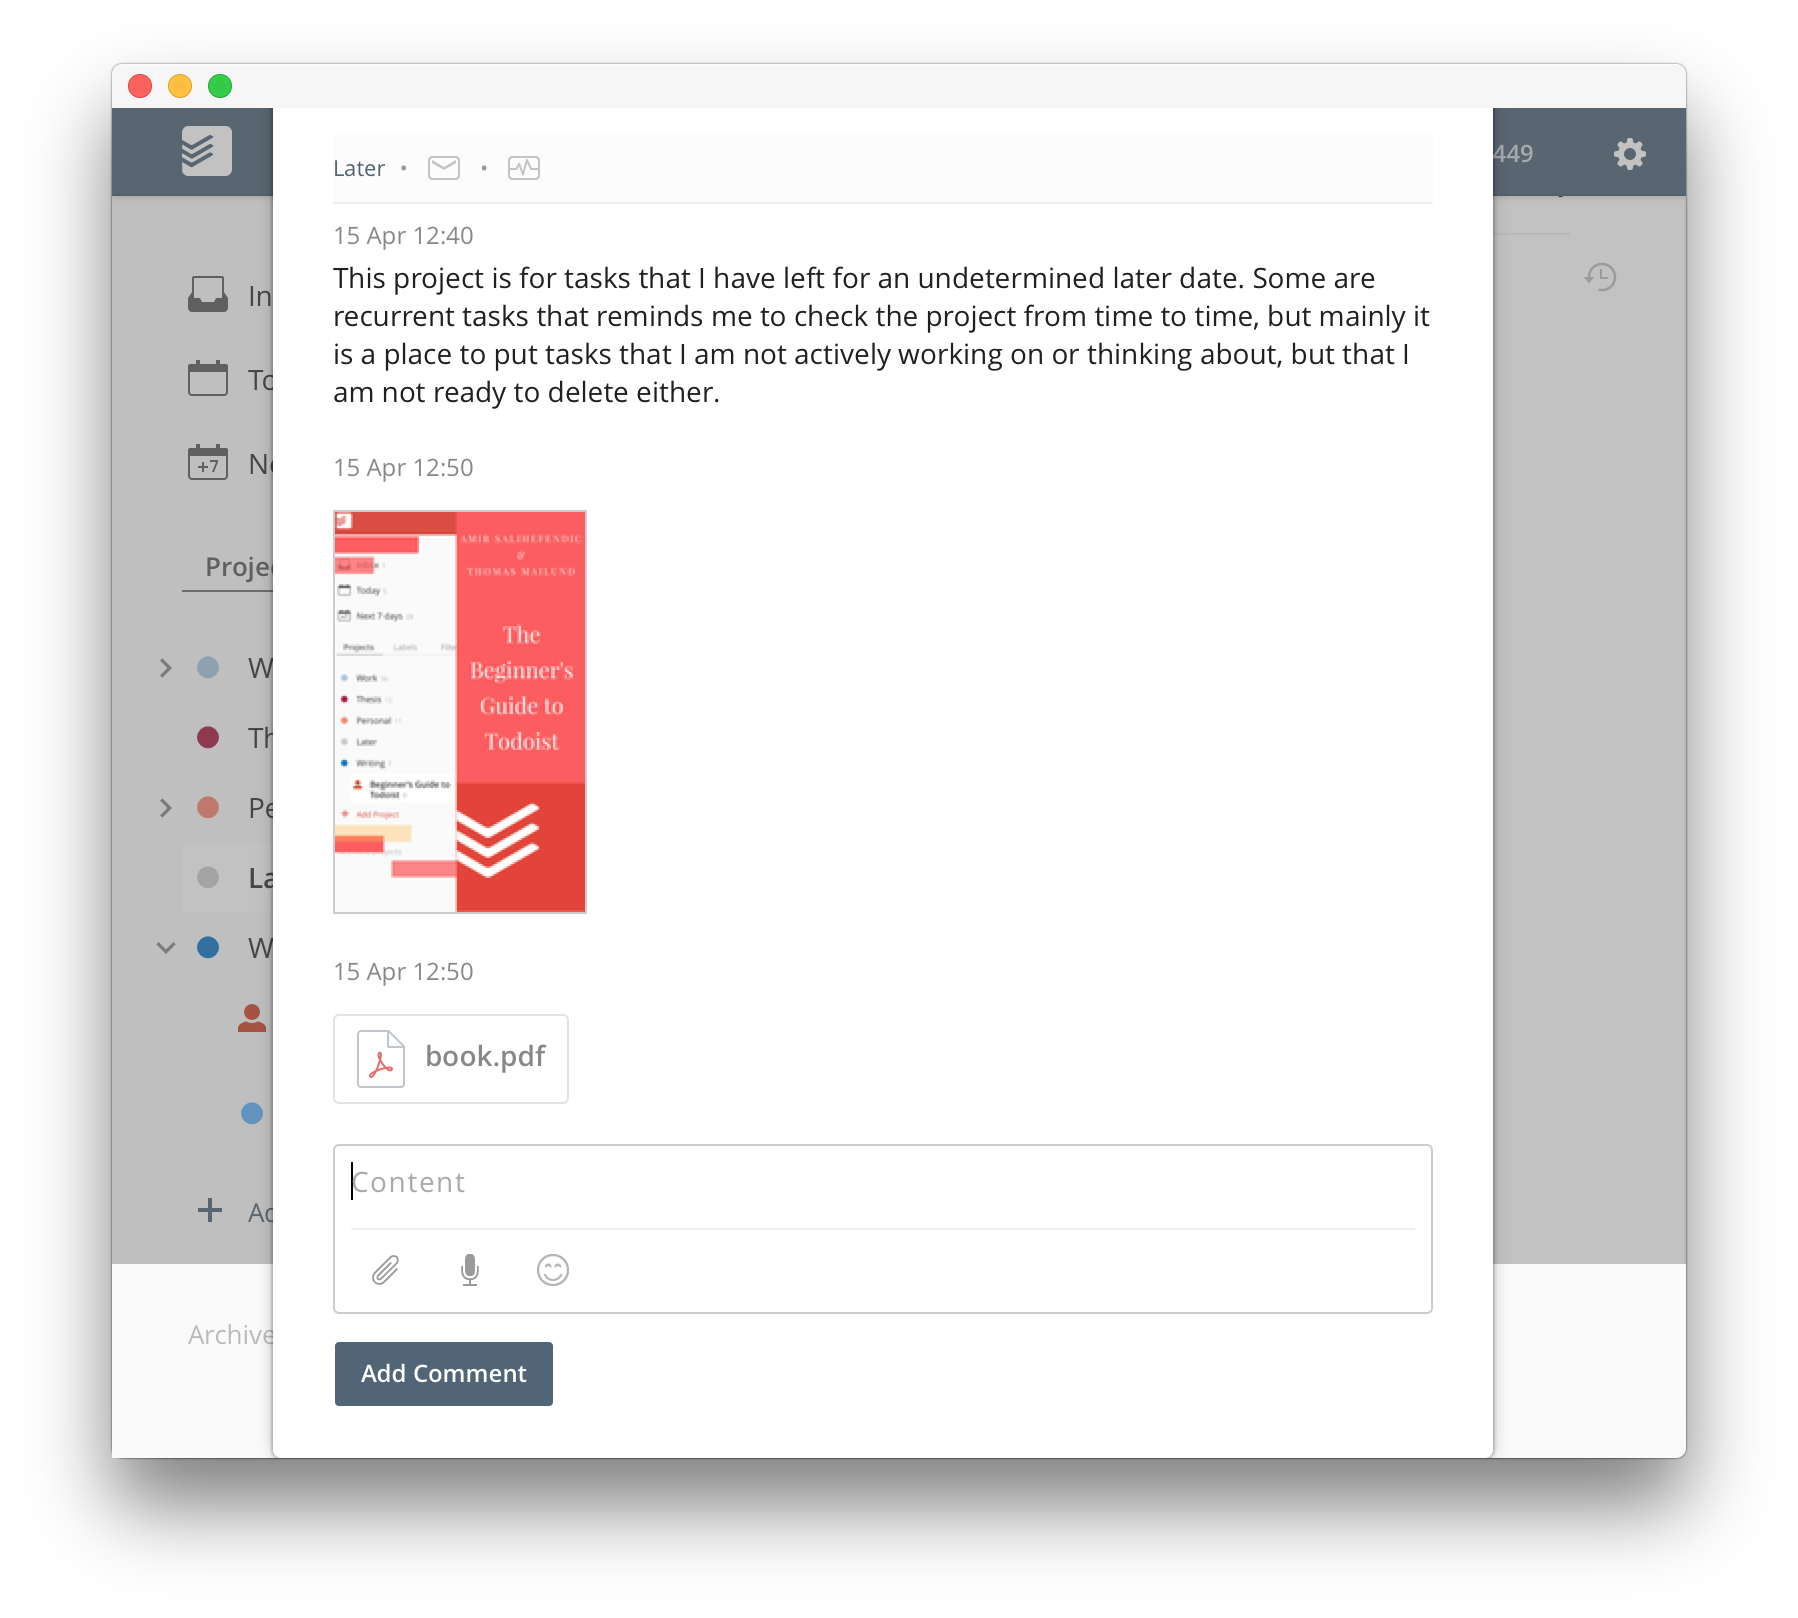 449
Later
15 Apr 12:40
This project is for tasks that I have left for an undetermined later date. Some are
recurrent tasks that reminds me to check the project from time to time, but mainly it
is a place to put tasks that I am not actively working on or thinking about, but that I
am not ready to delete either.
15 Apr 12:50
AMIR SALIHEFENDIC
&
THOMAS MAILUND
The
Beginner's
Guide to
Todoist
Inbox
Today
Next 7 days
Projects Labels
Work
Thesis
Personal
Later
Writing
Beginner's Guide to
Todoist
Add Project
15 Apr 12:50
book.pdf
Content
Add Comment
In
To
+7 Ne
Proje
W
Th
Pe
La
W
Ad
Archive